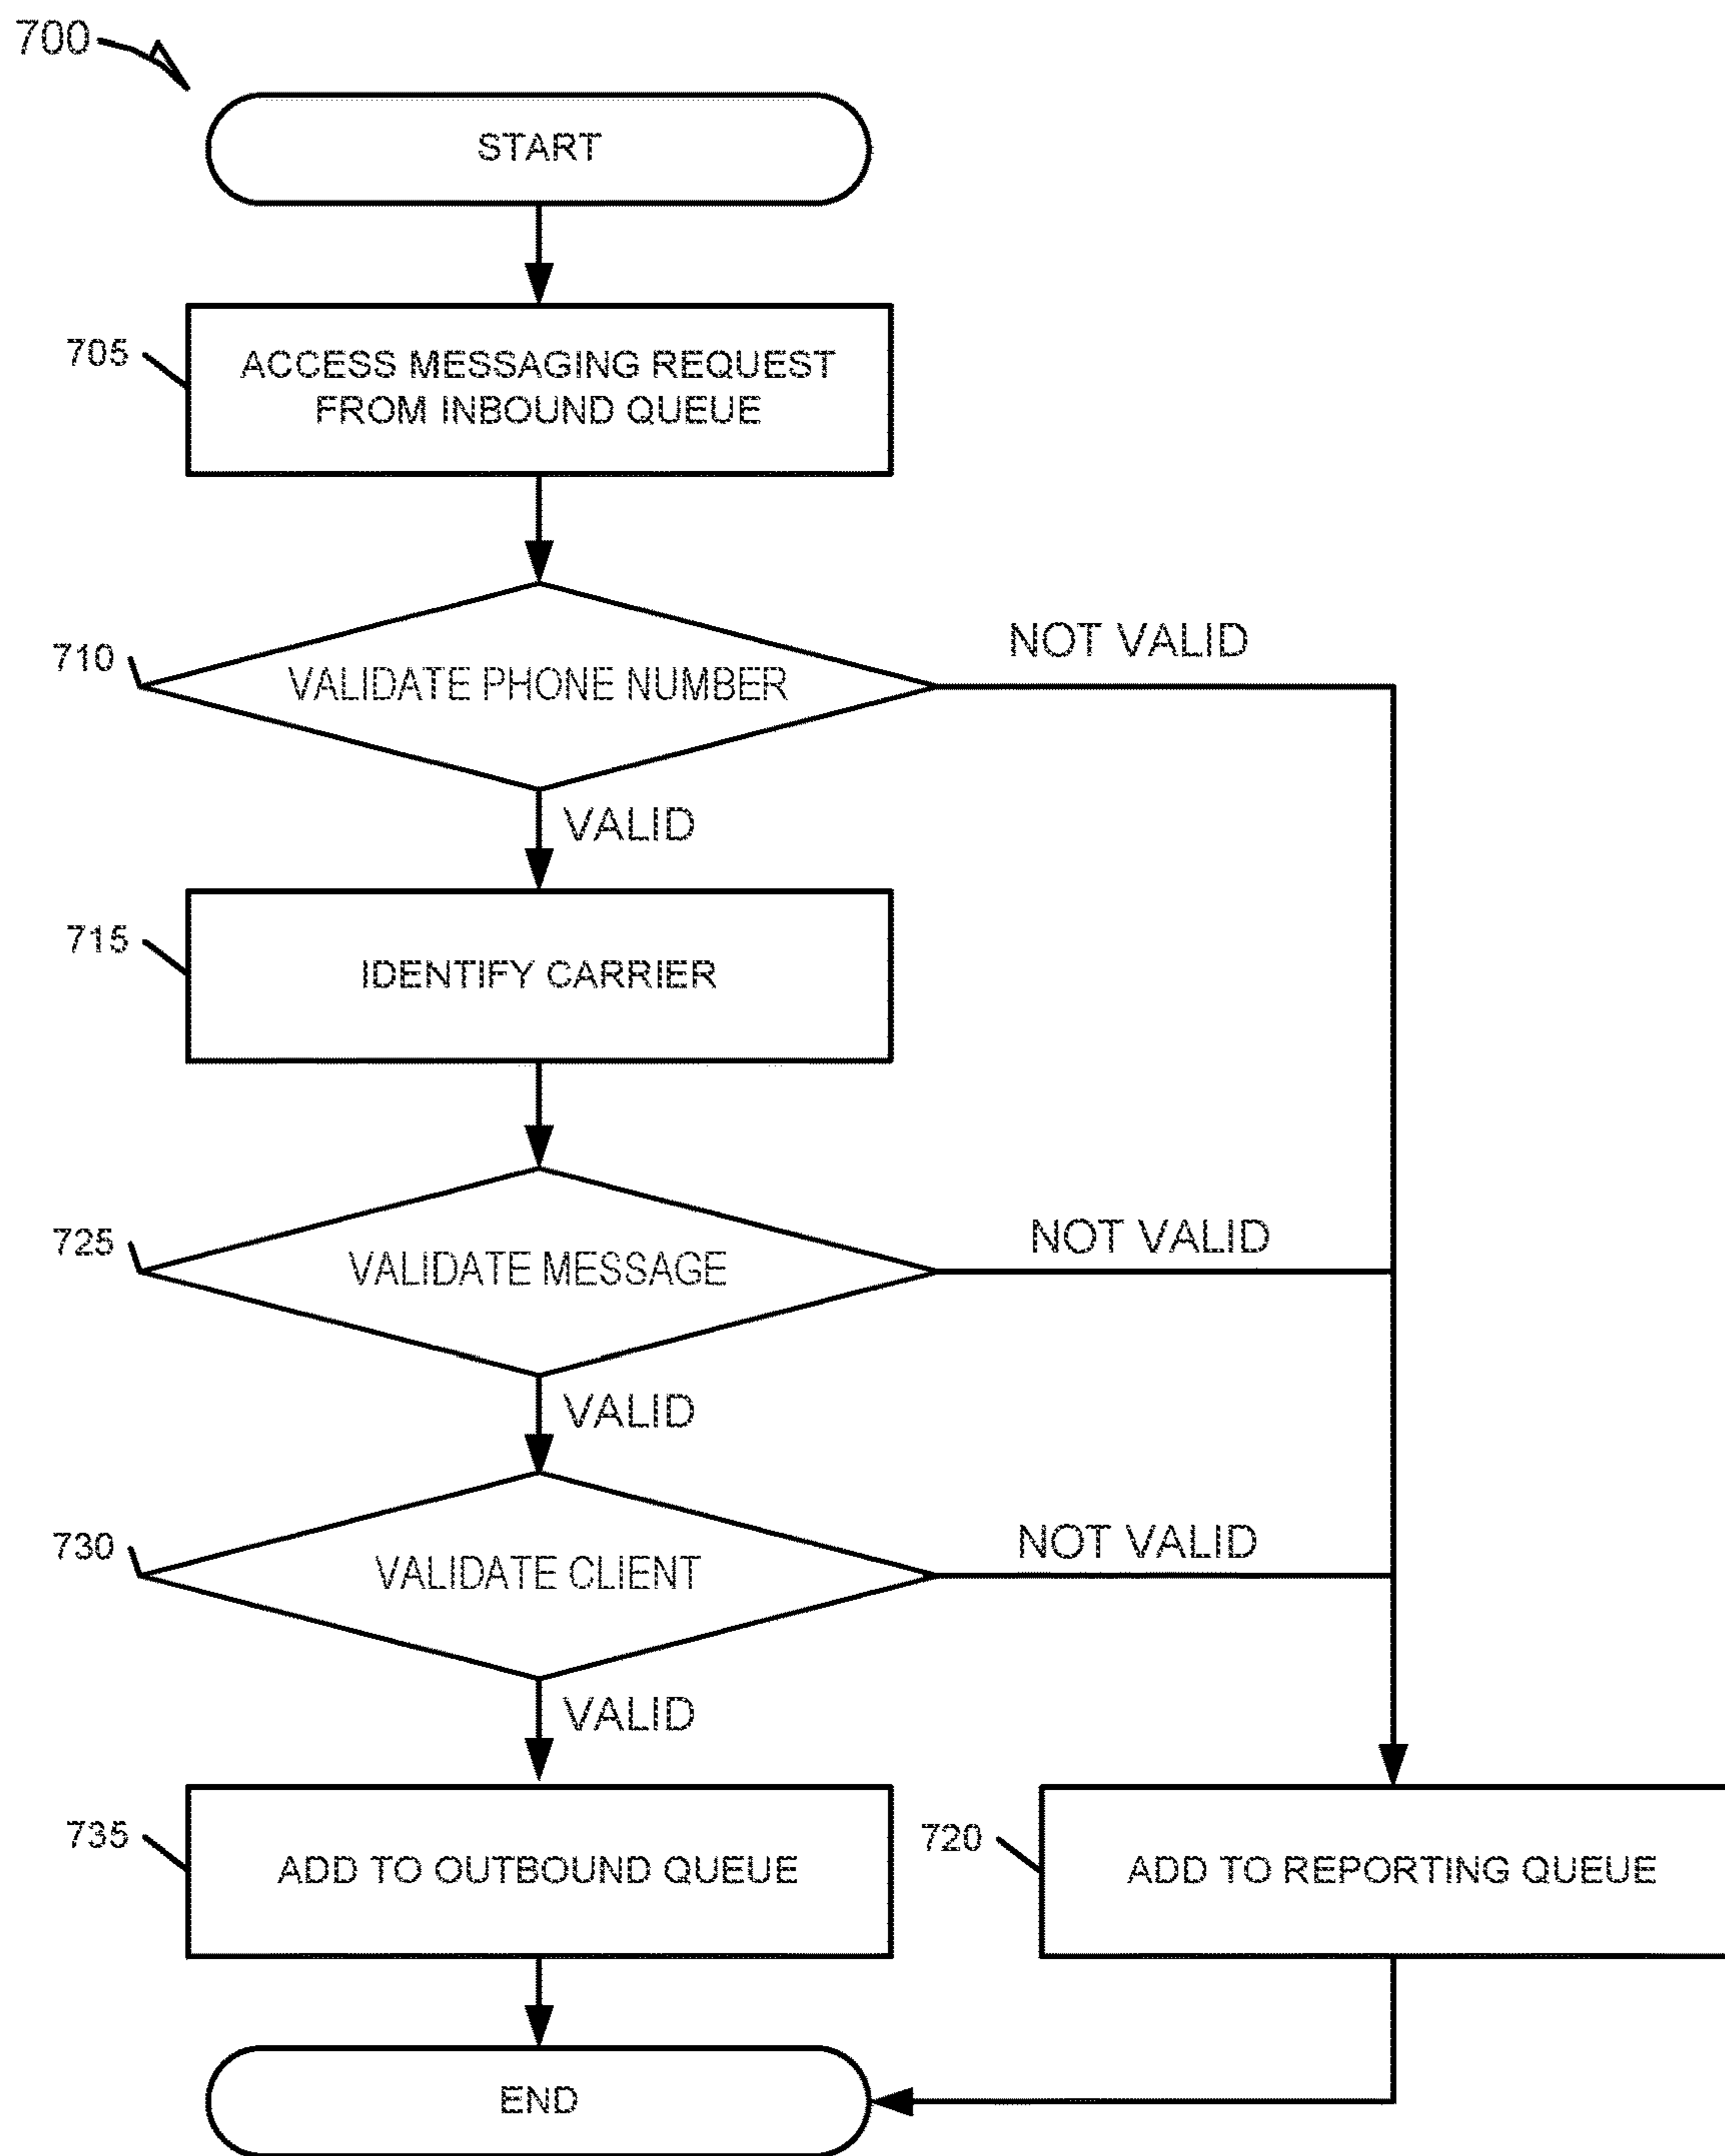 700
START
705
ACCESS MESSAGING REQUEST
FROM INBOUND QUEUE
710
VALIDATE PHONE NUMBER
NOT VALID
VALID
715
IDENTIFY CARRIER
725
VALIDATE MESSAGE
NOT VALID
VALID
730
VALIDATE CLIENT
NOT VALID
VALID
735
ADD TO OUTBOUND QUEUE
720
ADD TO REPORTING QUEUE
END